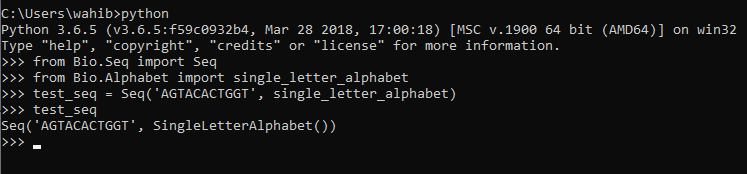 C:\Users\wahib>python
Python 3.6.5 (v3.6.5:f59c0932b4, Mar 28 2018, 17:00:18) [MSC v.1900 64 bit (AMD64)] on win32
Type "help", "copyright", "credits" or "license" for more information.
>>> from Bio.Seq import Seq
>>> from Bio.Alphabet import single_letter_alphabet
>>> test_seq = Seq('AGTACACTGGT', single_letter_alphabet)
>>> test_seq
Seq('AGTACACTGGT', SingleLetterAlphabet())
>>>